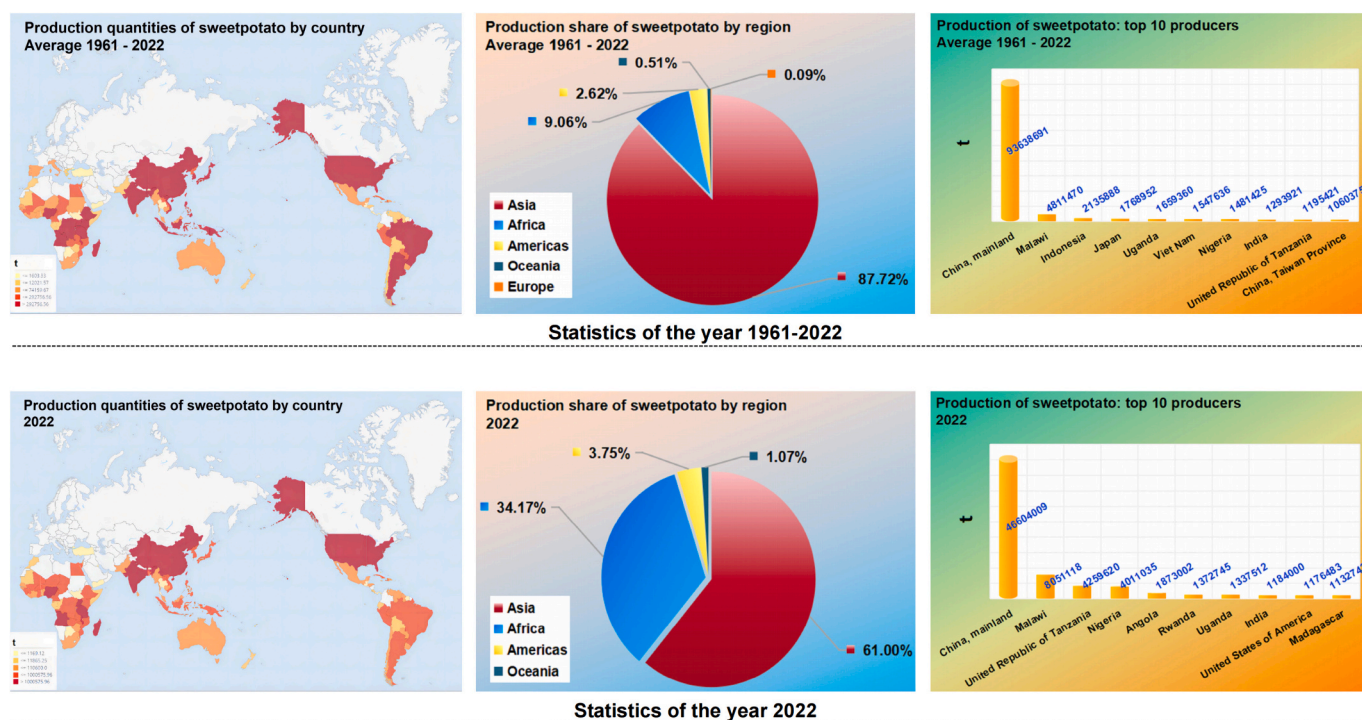 Production quantities of sweetpotato by country
Average 1961 - 2022
Production share of sweetpotato by region
Average 1961 - 2022
0.51%
0.09%
2.62%
9.06%
Asia
Africa
Americas
Oceania
Europe
87.72%
Production of sweetpotato: top 10 producers
Average 1961 - 2022
t
93638691
4811470
2135888
1768952
1659360
154763​6
1481425
1293921
1195421
China, mainland
Malawi
Indonesia
Japan
Uganda
Viet Nam
Nigeria
India
United Republic of Tanzania
China, Taiwan Province
t
Statistics of the year 1961-2022
Production quantities of sweetpotato by country
2022
Production share of sweetpotato by region
2022
3.75%
1.07%
34.17%
Asia
Africa
Americas
Oceania
61.00%
Production of sweetpotato: top 10 producers
2022
t
46604009
8051118
4259620
4011035
1873002
1372745
1337512
1184000
1176483
China, mainland
Malawi
United Republic of Tanzania
Nigeria
Angola
Rwanda
Uganda
India
United States of America
Madagascar
t
Statistics of the year 2022